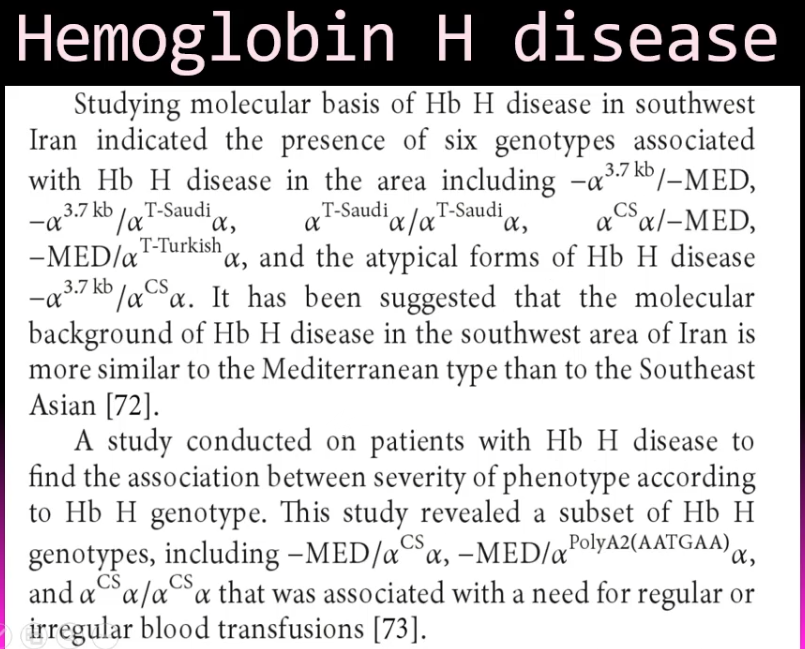 Hemoglobin H disease
Studying molecular basis of Hb H disease in southwest
Iran indicated the presence of six genotypes associated
with Hb H disease in the area including −α3.7 kb/−MED,
−α3.7 kb/αT-Saudiα, αT-Saudiα/αT-Saudiα, αCSα/−MED,
−MED/αT-Turkishα, and the atypical forms of Hb H disease
−α3.7 kb/αCSα. It has been suggested that the molecular
background of Hb H disease in the southwest area of Iran is
more similar to the Mediterranean type than to the Southeast
Asian [72].
A study conducted on patients with Hb H disease to
find the association between severity of phenotype according
to Hb H genotype. This study revealed a subset of Hb H
genotypes, including −MED/αCSα, −MED/αPolyA2(AATGAA)α,
and αCSα/αCSα that was associated with a need for regular or
irregular blood transfusions [73].